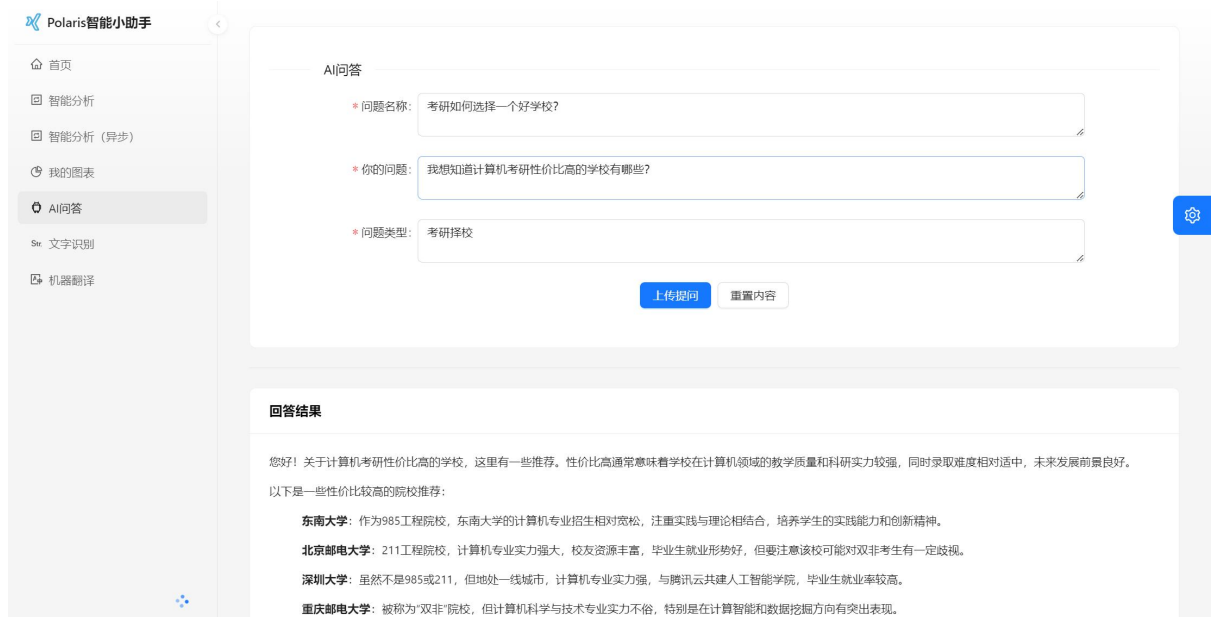 Polaris智能小助手
首页
智能分析
智能分析（异步）
我的图表
AI问答
Str. 文字识别
机器翻译
AI问答
* 问题名称: 考研如何选择一个好学校?
* 你的问题: 我想知道计算机考研性价比高的学校有哪些?
* 问题类型: 考研择校
上传提问 重置内容
回答结果
您好！关于计算机考研性价比高的学校，这里有一些推荐。性价比高通常意味着学校在计算机领域的教学质量和科研实力较强，同时录取难度相对适中，未来发展前景良好。
以下是一些性价比较高的院校推荐：
东南大学：作为985工程院校，东南大学的计算机专业招生相对宽松，注重实践与理论相结合，培养学生的实践能力和创新精神。
北京邮电大学：211工程院校，计算机专业实力强大，校友资源丰富，毕业生就业形势好，但要注意该校可能对双非考生有一定歧视。
深圳大学：虽然不是985或211，但地处一线城市，计算机专业实力强，与腾讯云共建人工智能学院，毕业生就业率较高。
重庆邮电大学：被称为“双非”院校，但计算机科学与技术专业实力不俗，特别是在计算智能和数据挖掘方向有突出表现。